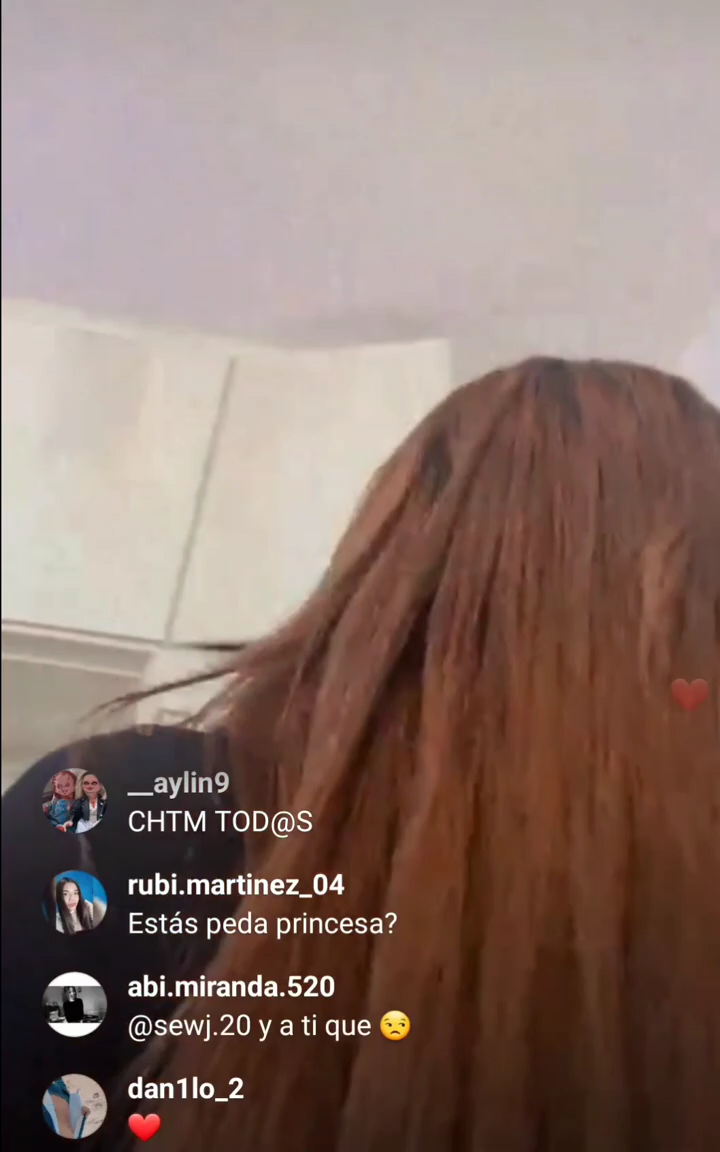 __aylin9
CHTM TOD@S
rubi.martinez_04
Estás peda princesa?
abi.miranda.520
@sewj.20 y a ti que 😒
dan1lo_2
❤️